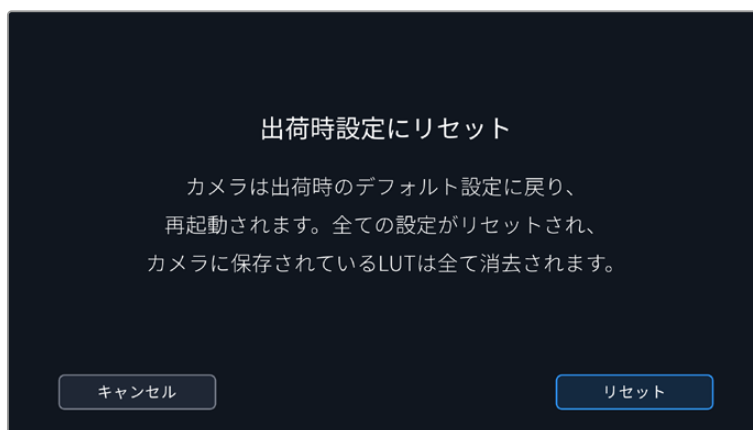 出荷時設定にリセット
カメラは出荷時のデフォルト設定に戻り、
再起動されます。全ての設定がリセットされ、
カメラに保存されているLUTは全て消去されます。
キャンセル
リセット